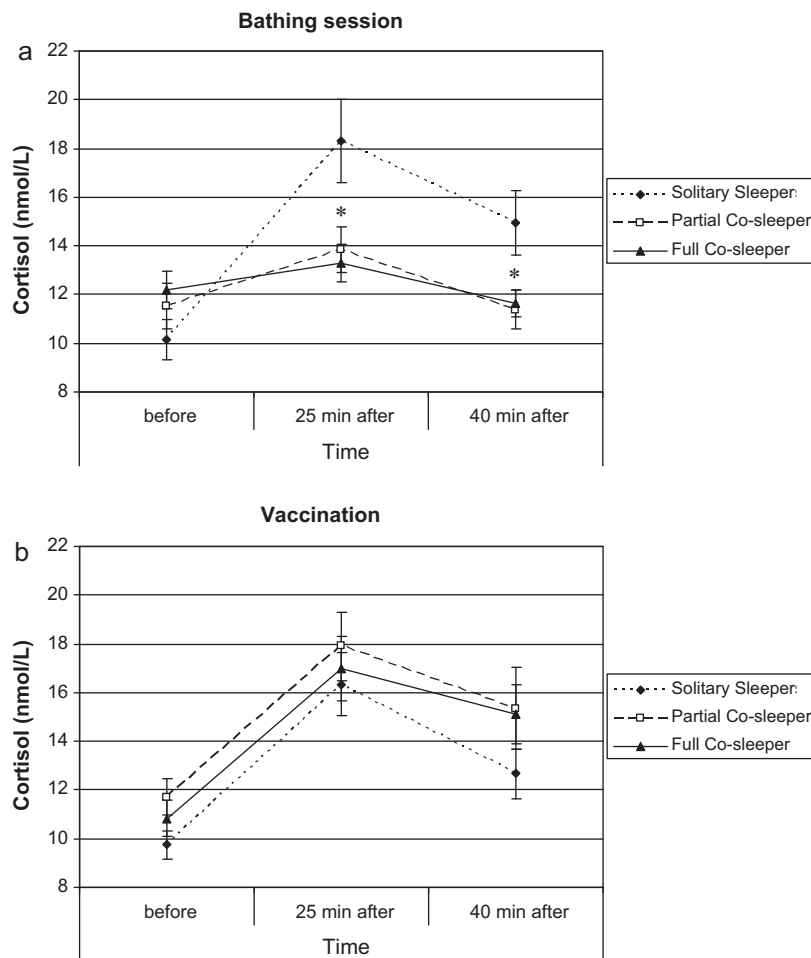 Bathing session
a
22
20
18
16
14
12
10
8
Cortisol (nmol/L)
*
*
before
25 min after
40 min after
Time
Solitary Sleepers
Partial Co-sleeper
Full Co-sleeper
Vaccination
b
22
20
18
16
14
12
10
8
Cortisol (nmol/L)
before
25 min after
40 min after
Time
Solitary Sleepers
Partial Co-sleeper
Full Co-sleeper